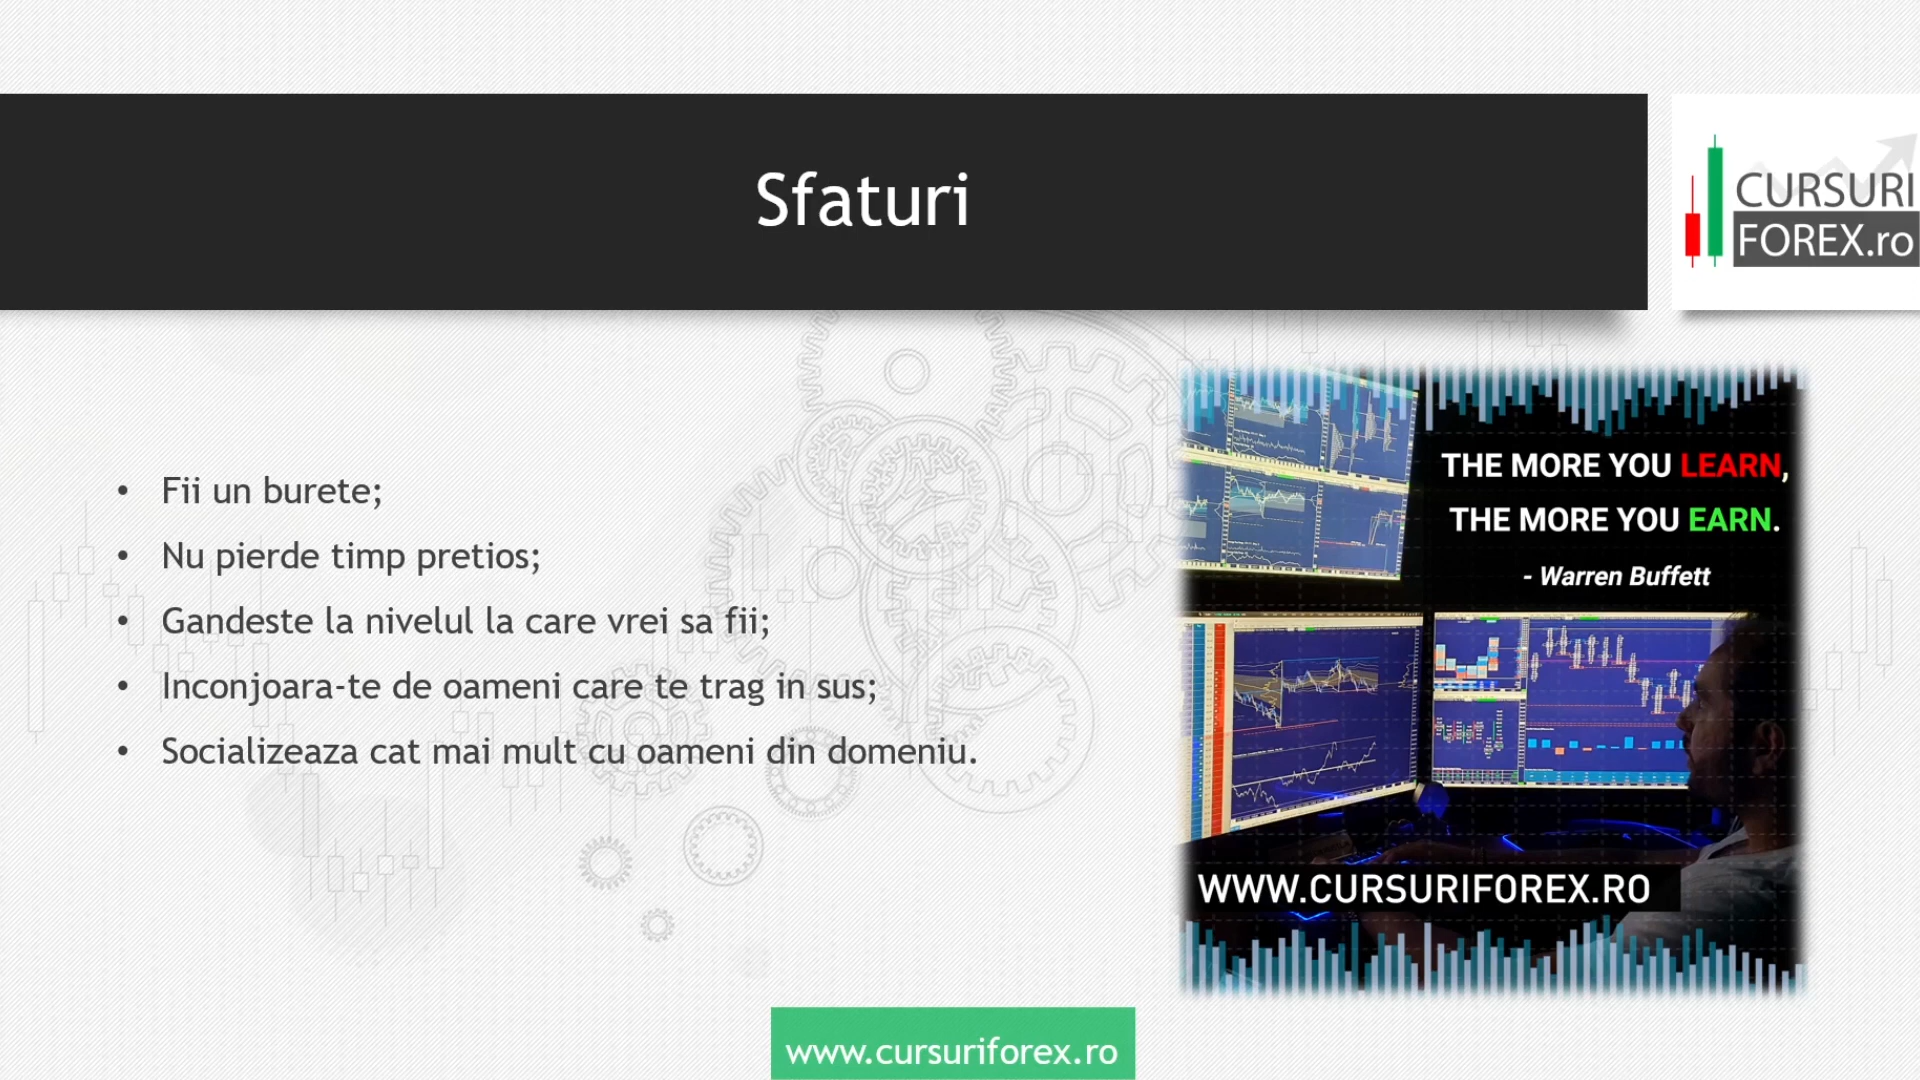 Sfaturi
CURSURI
FOREX.ro
• Fii un burete;
• Nu pierde timp pretios;
• Gandeste la nivelul la care vrei sa fii;
• Inconjoara-te de oameni care te trag in sus;
• Socializeaza cat mai mult cu oameni din domeniu.
THE MORE YOU LEARN,
THE MORE YOU EARN.
- Warren Buffett
WWW.CURSURIFOREX.RO
www.cursuriforex.ro